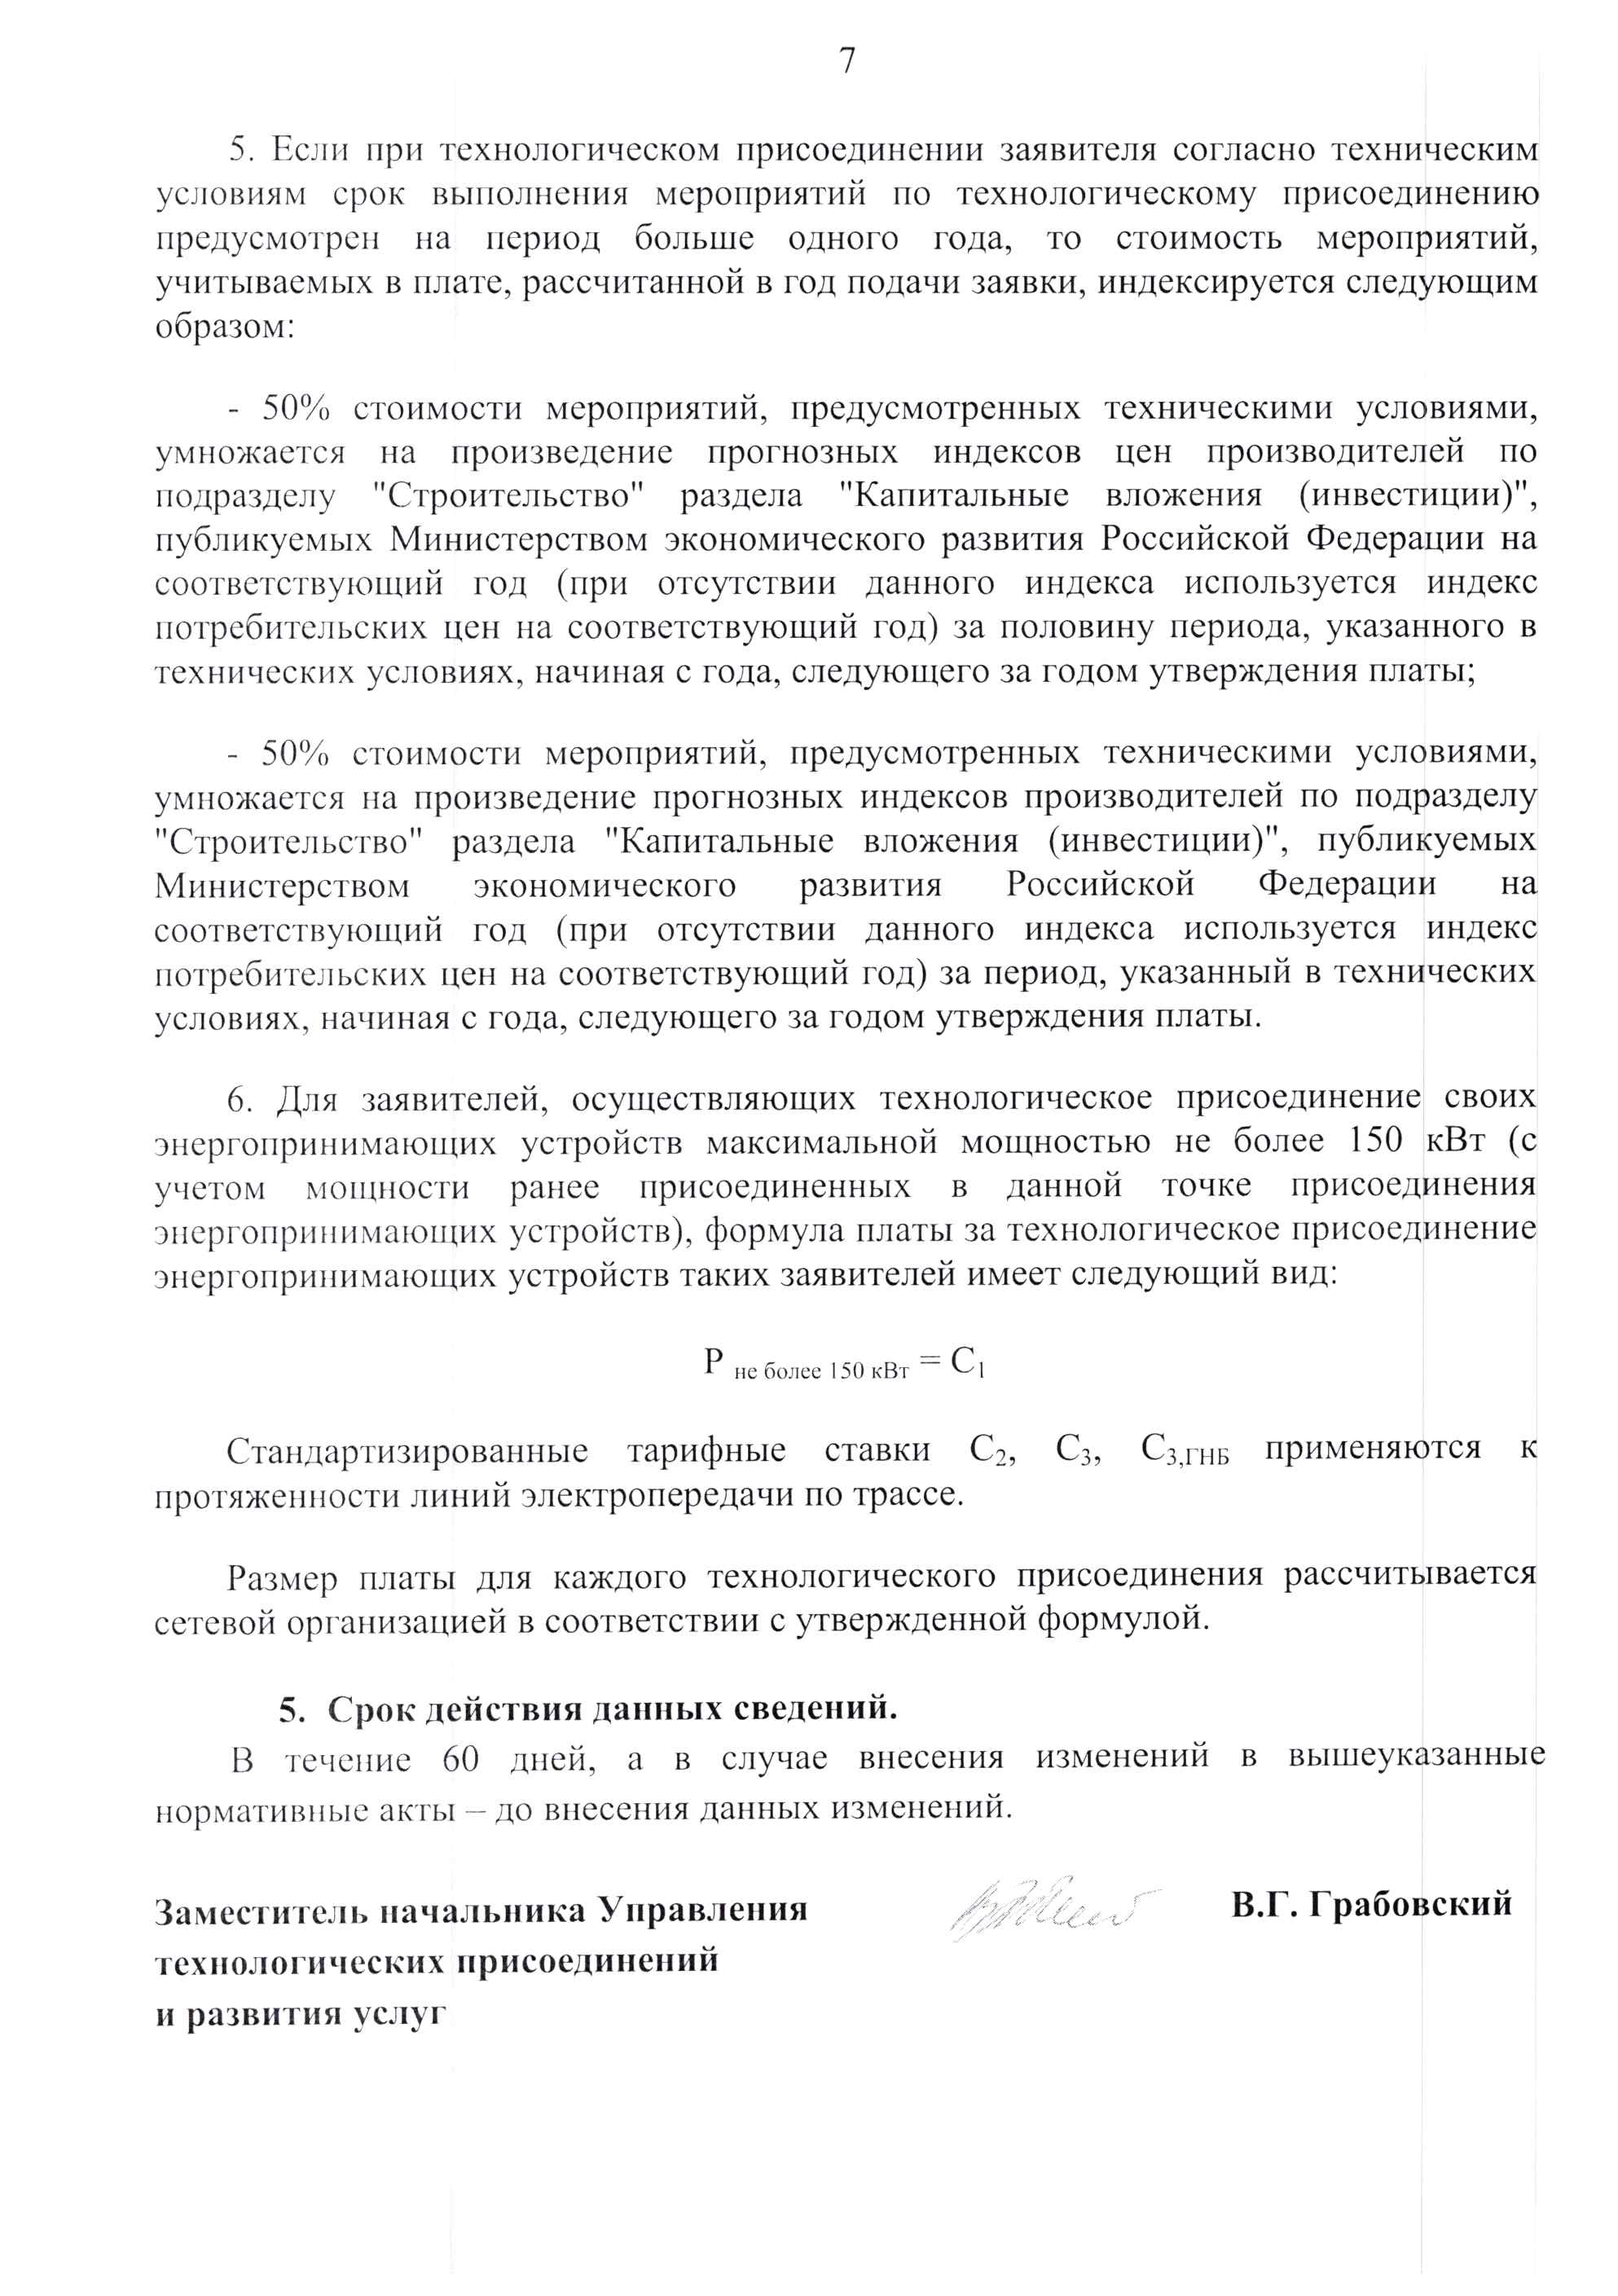 7
5. Если при технологическом присоединении заявителя согласно техническим
условиям срок выполнения мероприятий по технологическому присоединению
предусмотрен на период больше одного года, то стоимость мероприятий,
учитываемых в плате, рассчитанной в год подачи заявки, индексируется следующим
образом:
- 50% стоимости мероприятий, предусмотренных техническими условиями,
умножается на произведение прогнозных индексов цен производителей по
подразделу "Строительство" раздела "Капитальные вложения (инвестиции)",
публикуемых Министерством экономического развития Российской Федерации на
соответствующий год (при отсутствии данного индекса используется индекс
потребительских цен на соответствующий год) за половину периода, указанного в
технических условиях, начиная с года, следующего за годом утверждения платы;
- 50% стоимости мероприятий, предусмотренных техническими условиями,
умножается на произведение прогнозных индексов производителей по подразделу
"Строительство" раздела "Капитальные вложения (инвестиции)", публикуемых
Министерством экономического развития Российской Федерации на
соответствующий год (при отсутствии данного индекса используется индекс
потребительских цен на соответствующий год) за период, указанный в технических
условиях, начиная с года, следующего за годом утверждения платы.
6. Для заявителей, осуществляющих технологическое присоединение своих
энергопринимающих устройств максимальной мощностью не более 150 кВт (с
учетом мощности ранее присоединенных в данной точке присоединения
энергопринимающих устройств), формула платы за технологическое присоединение
энергопринимающих устройств таких заявителей имеет следующий вид:
Р не более 150 кВт = С1
Стандартизированные тарифные ставки С2, С3, С3,ГНБ применяются к
протяженности линий электропередачи по трассе.
Размер платы для каждого технологического присоединения рассчитывается
сетевой организацией в соответствии с утвержденной формулой.
5. Срок действия данных сведений.
В течение 60 дней, а в случае внесения изменений в вышеуказанные
нормативные акты – до внесения данных изменений.
Заместитель начальника Управления В.Г. Грабовский
технологических присоединений
и развития услуг